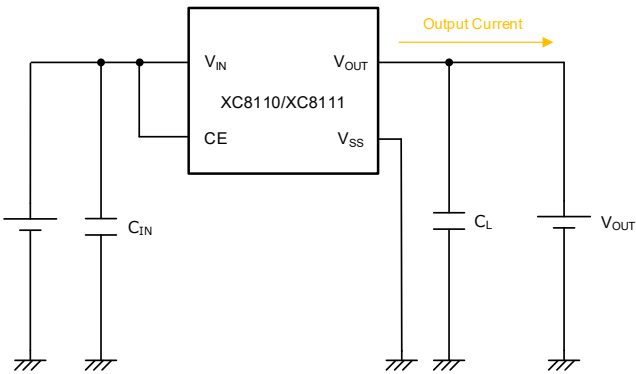 Output Current
VIN
VOUT
XC8110/XC8111
CE
VSS
CIN
CL
VOUT